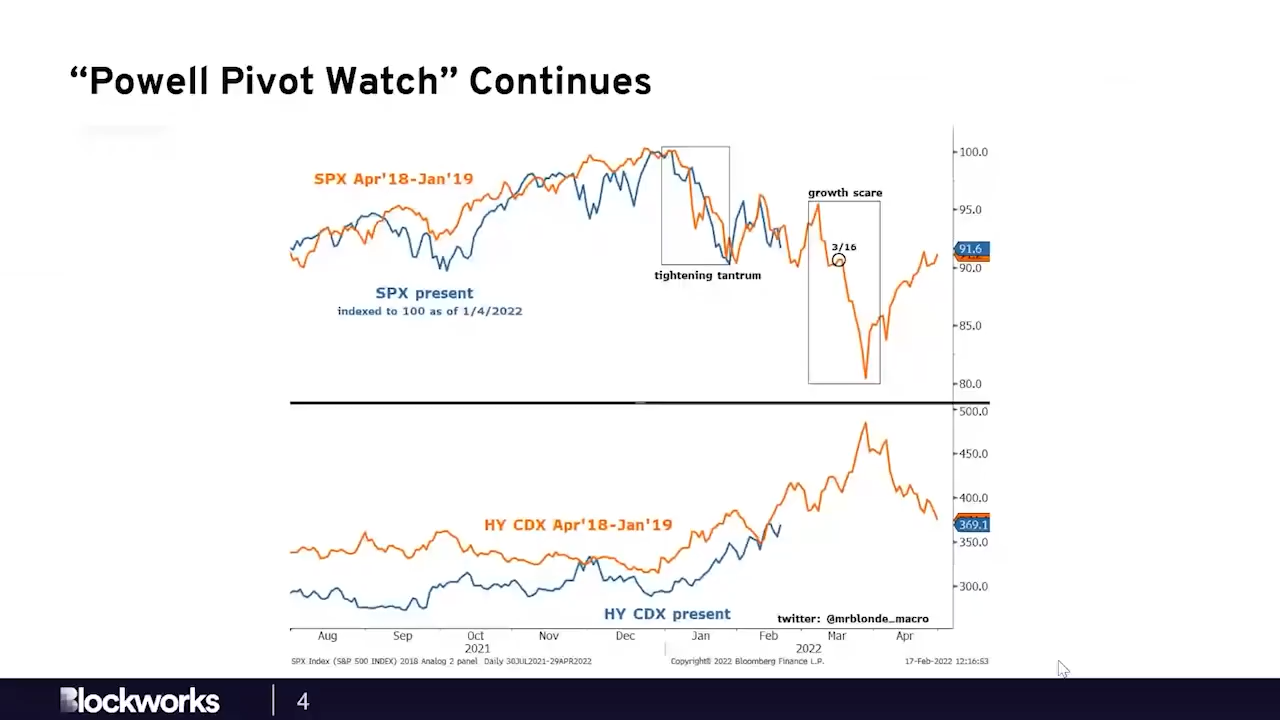 “Powell Pivot Watch” Continues
100.0
SPX Apr'18-Jan'19
growth scare
95.0
3/16
91.6
90.0
tightening tantrum
SPX present
indexed to 100 as of 1/4/2022
85.0
80.0
500.0
450.0
400.0
HY CDX Apr'18-Jan'19
369.1
350.0
300.0
HY CDX present
twitter: @mrblonde_macro
Aug Sep Oct Nov Dec Jan Feb Mar Apr
2021 2022
SPX Index (S&P 500 INDEX) 2018 Analog 2 panel Daily 30JUL2021-29APR2022 Copyright© 2022 Bloomberg Finance L.P. 17-Feb-2022 12:16:53
Blockworks 4